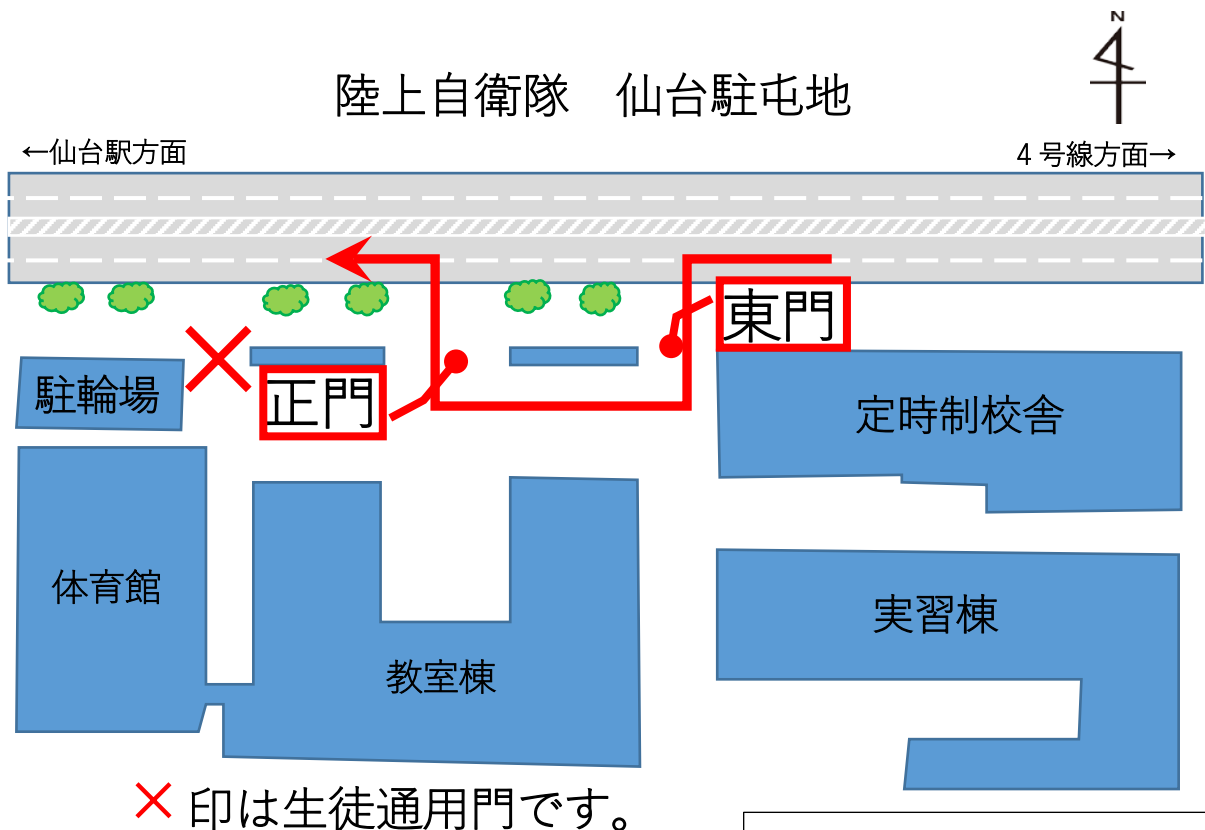 N
陸上自衛隊　仙台駐屯地
←仙台駅方面
4 号線方面→
東門
正門
駐輪場
定時制校舎
体育館
実習棟
教室棟
× 印は生徒通用門です。